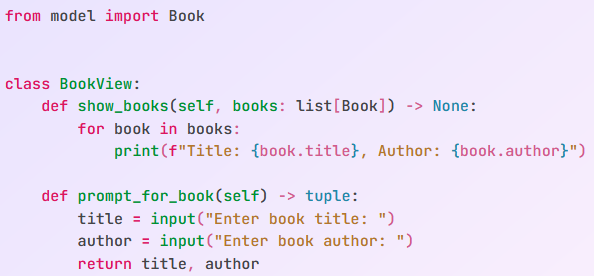 from model import Book
class BookView:
    def show_books(self, books: list[Book]) -> None:
        for book in books:
            print(f"Title: {book.title}, Author: {book.author}")
    def prompt_for_book(self) -> tuple:
        title = input("Enter book title: ")
        author = input("Enter book author: ")
        return title, author